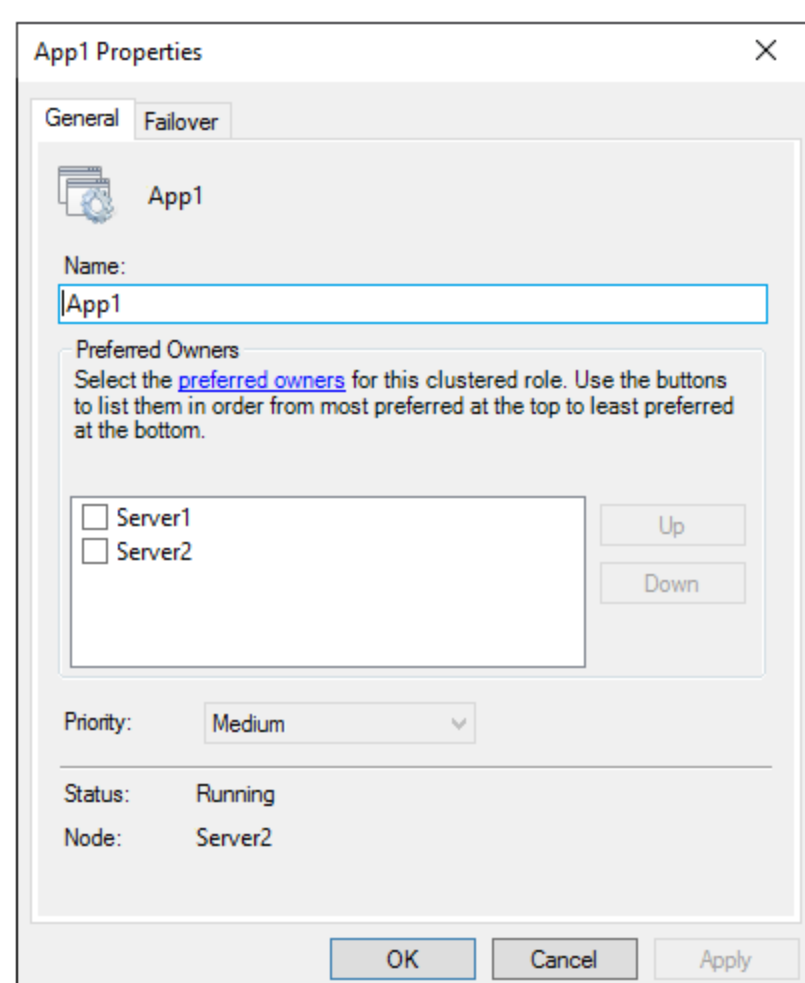 App1 Properties
General
Failover
App1
Name:
App1
Preferred Owners
Select the preferred owners for this clustered role. Use the buttons
to list them in order from most preferred at the top to least preferred
at the bottom.
Server1
Server2
Up
Down
Priority:
Medium
Status:
Running
Node:
Server2
OK
Cancel
Apply